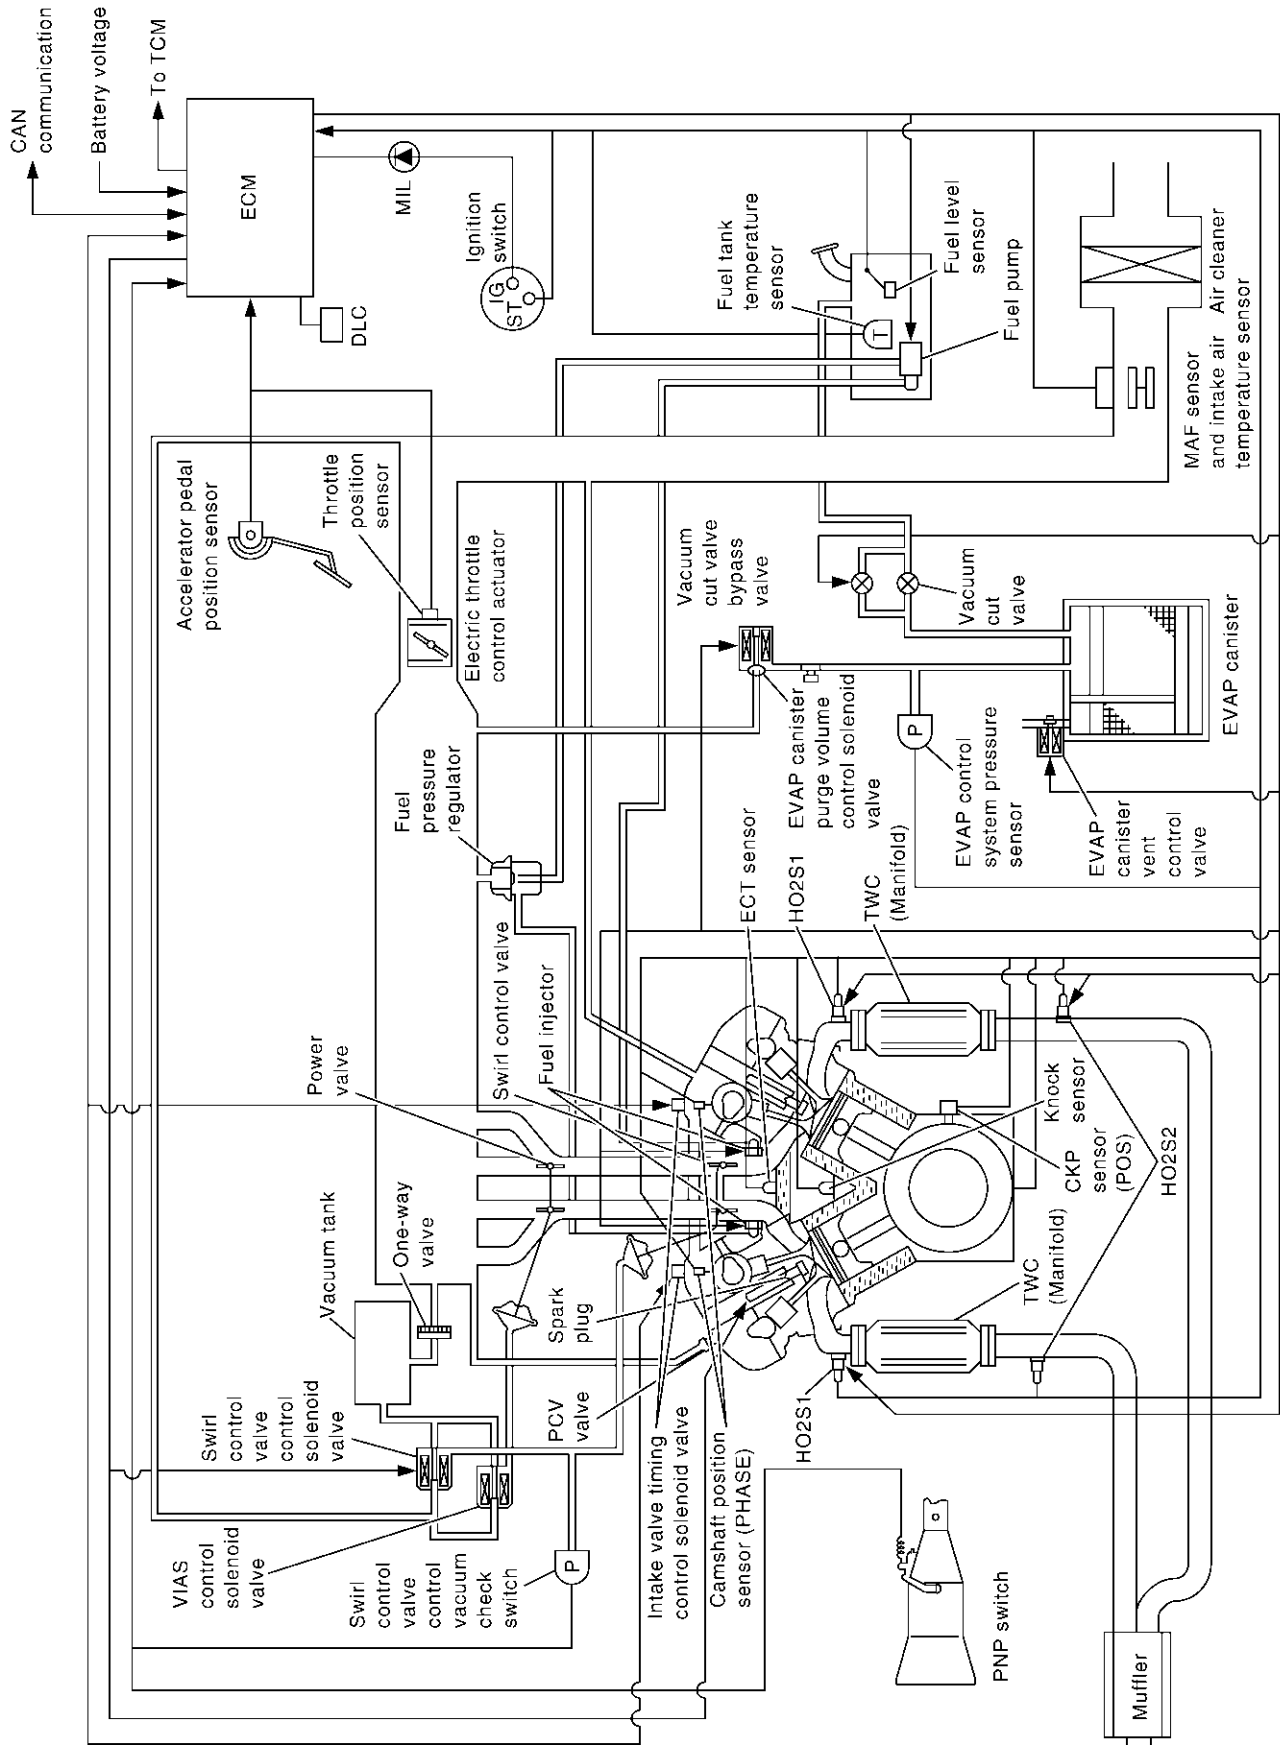 CAN
communication
Battery voltage
To TCM
ECM
MIL
DLC
Ignition
switch
IG
ST
Fuel tank
temperature
sensor
T
Fuel level
sensor
Fuel pump
Air cleaner
MAF sensor
and intake air
temperature sensor
Accelerator pedal
position sensor
Throttle
position
sensor
Electric throttle
control actuator
Vacuum
cut valve
bypass
valve
Vacuum
cut
valve
EVAP canister
EVAP canister
purge volume
control solenoid
valve
P
EVAP control
system pressure
sensor
EVAP
canister
vent
control
valve
Fuel
pressure
regulator
Power
valve
Swirl control valve
Fuel injector
ECT sensor
HO2S1
TWC
(Manifold)
Vacuum tank
One-way
valve
Spark
plug
PCV
valve
Knock
sensor
CKP
sensor
(POS)
HO2S2
TWC
(Manifold)
HO2S1
Swirl
control
valve control
solenoid
valve
VIAS
control
solenoid
valve
Swirl
control
valve
control
vacuum
check
switch
P
Intake valve timing
control solenoid valve
Camshaft position
sensor (PHASE)
PNP switch
Muffler